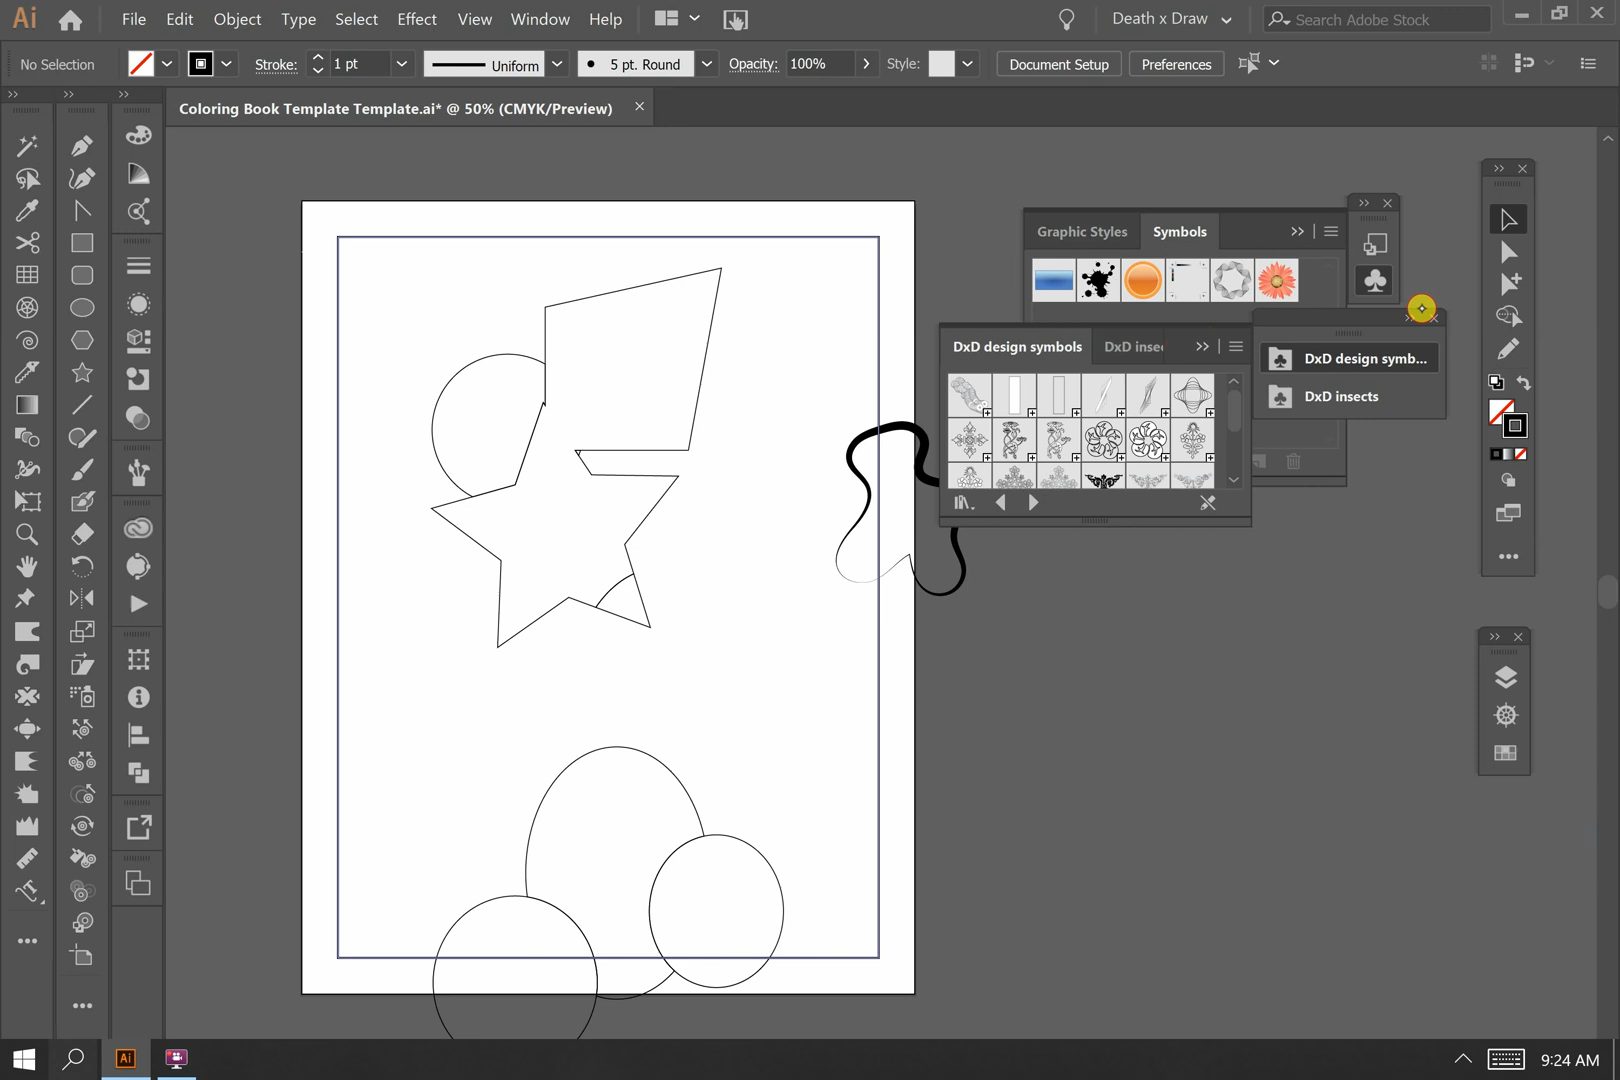 Ai File Edit Object Type Select Effect View Window Help Death x Draw Search Adobe Stock
No Selection Stroke: 1 pt Uniform 5 pt. Round Opacity: 100% Style: Document Setup Preferences
Coloring Book Template Template.ai* @ 50% (CMYK/Preview)
Graphic Styles Symbols
DxD design symbols DxD insec
DxD design symb...
DxD insects
Ai 9:24 AM